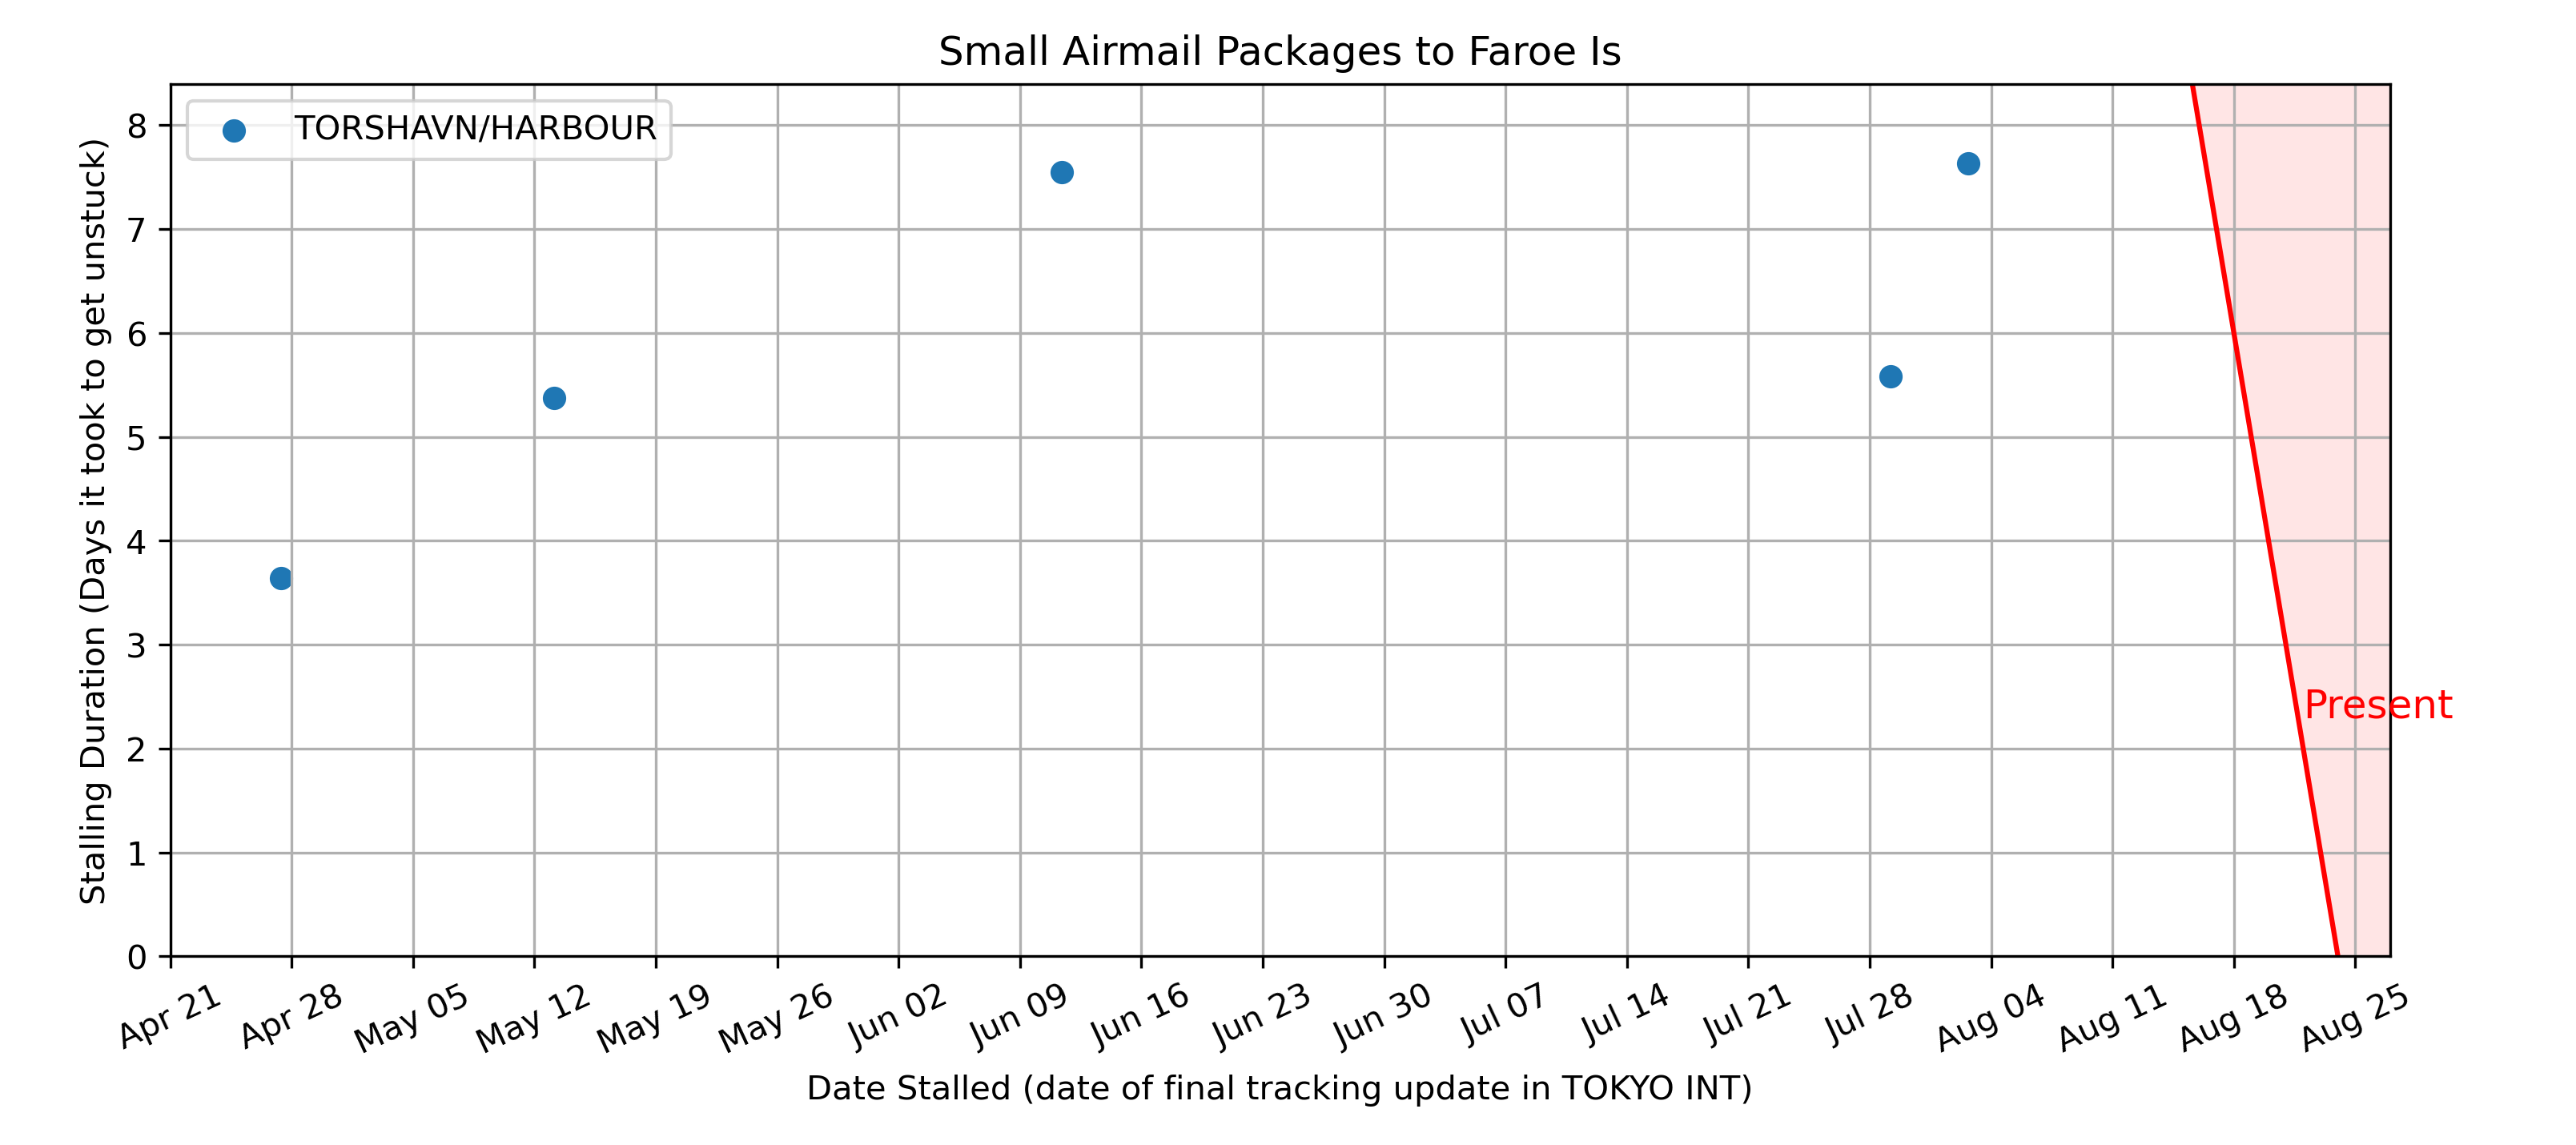 Small Airmail Packages to Faroe Is
TORSHAVN/HARBOUR
Stalling Duration (Days it took to get unstuck)
8
7
6
5
4
3
2
1
0
Present
Apr 21 Apr 28 May 05 May 12 May 19 May 26 Jun 02 Jun 09 Jun 16 Jun 23 Jun 30 Jul 07 Jul 14 Jul 21 Jul 28 Aug 04 Aug 11 Aug 18 Aug 25
Date Stalled (date of final tracking update in TOKYO INT)